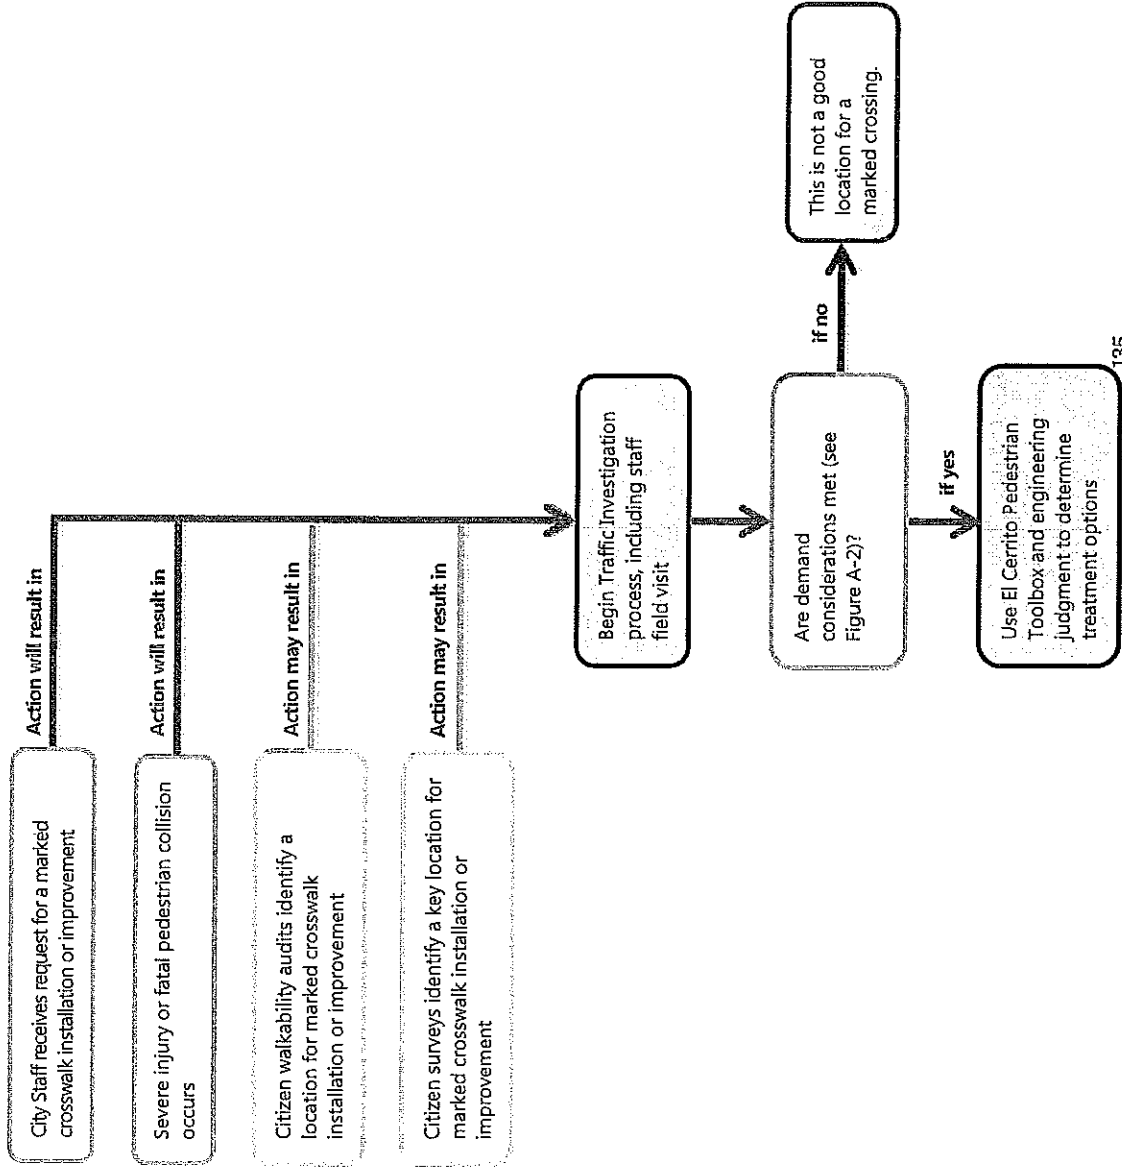 City Staff receives request for a marked
crosswalk installation or improvement
Action will result in
Severe injury or fatal pedestrian collision
occurs
Action will result in
Citizen walkability audits identify a
location for marked crosswalk
installation or improvement
Action may result in
Citizen surveys identify a key location for
marked crosswalk installation or
improvement
Action may result in
Begin Traffic Investigation
process, including staff
field visit
Are demand
considerations met (see
Figure A-2)?
if no
This is not a good
location for a
marked crossing.
if yes
Use El Cerrito Pedestrian
Toolbox and engineering
judgment to determine
treatment options
135